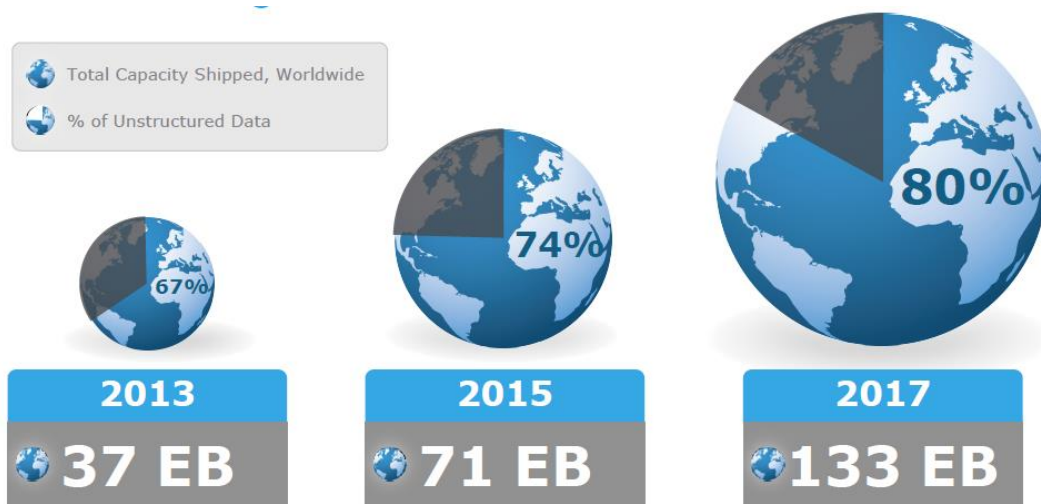 Total Capacity Shipped, Worldwide
% of Unstructured Data
67%
74%
80%
2013
2015
2017
37 EB
71 EB
133 EB